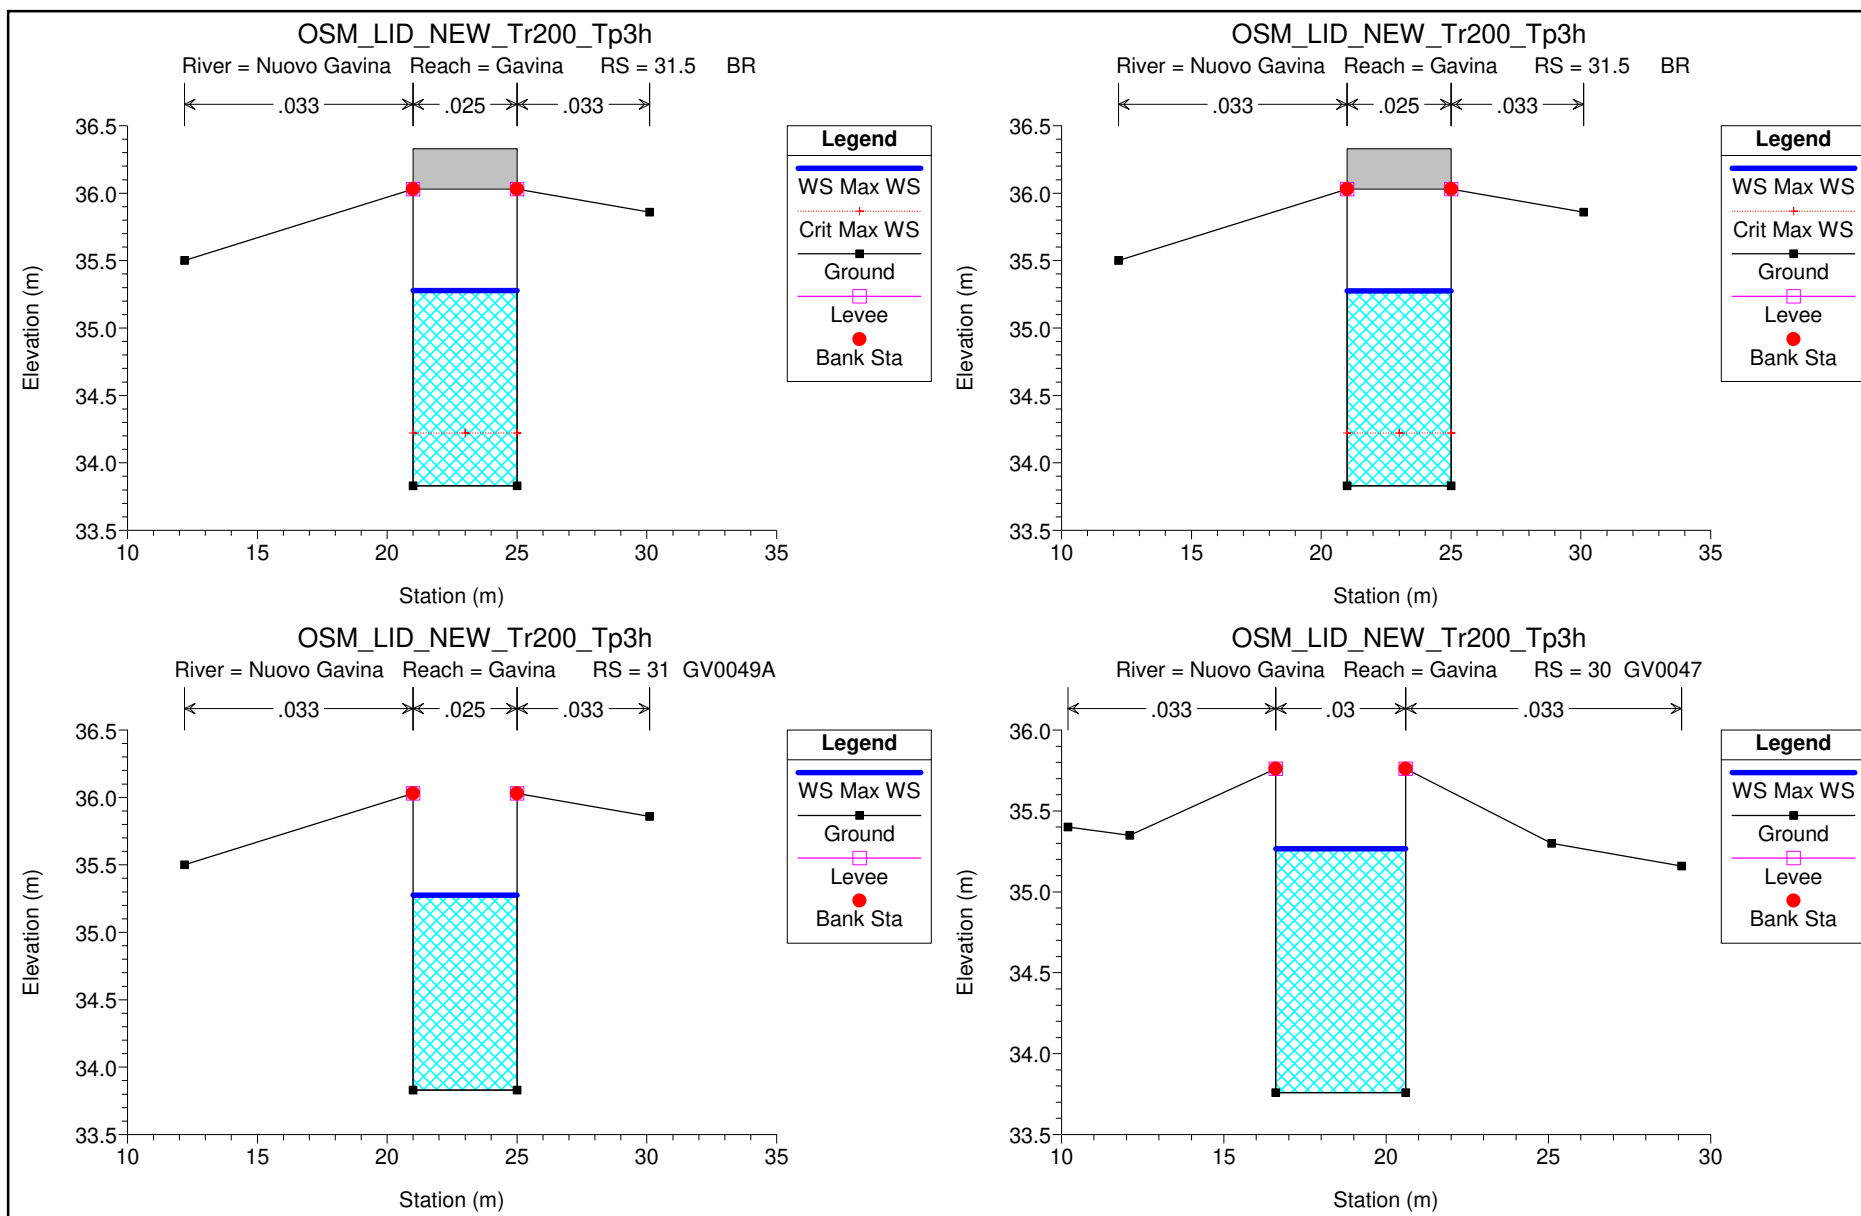 OSM_LID_NEW_Tr200_Tp3h
River = Nuovo Gavina Reach = Gavina RS = 31.5 BR
.033 .025 .033
36.5
36.0
35.5
35.0
34.5
34.0
33.5
10 15 20 25 30 35
Station (m)
Elevation (m)
Legend
WS Max WS
Crit Max WS
Ground
Levee
Bank Sta
OSM_LID_NEW_Tr200_Tp3h
River = Nuovo Gavina Reach = Gavina RS = 31.5 BR
.033 .025 .033
36.5
36.0
35.5
35.0
34.5
34.0
33.5
10 15 20 25 30 35
Station (m)
Elevation (m)
Legend
WS Max WS
Crit Max WS
Ground
Levee
Bank Sta
OSM_LID_NEW_Tr200_Tp3h
River = Nuovo Gavina Reach = Gavina RS = 31 GV0049A
.033 .025 .033
36.5
36.0
35.5
35.0
34.5
34.0
33.5
10 15 20 25 30 35
Station (m)
Elevation (m)
Legend
WS Max WS
Ground
Levee
Bank Sta
OSM_LID_NEW_Tr200_Tp3h
River = Nuovo Gavina Reach = Gavina RS = 30 GV0047
.033 .03 .033
36.0
35.5
35.0
34.5
34.0
33.5
10 15 20 25 30
Station (m)
Elevation (m)
Legend
WS Max WS
Ground
Levee
Bank Sta